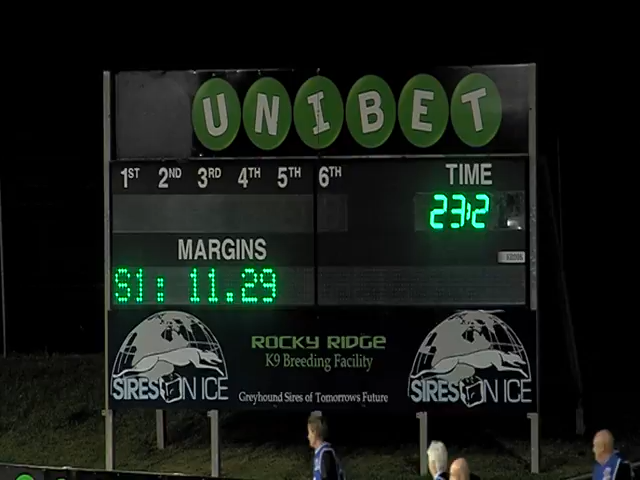 UNIBET
1ST 2ND 3RD 4TH 5TH 6TH TIME
23:2
MARGINS
S1: 11.29
ROCKY RIDGE
K9 Breeding Facility
SIRES ON ICE
SIRES ON ICE
Greyhound Sires of Tomorrows Future